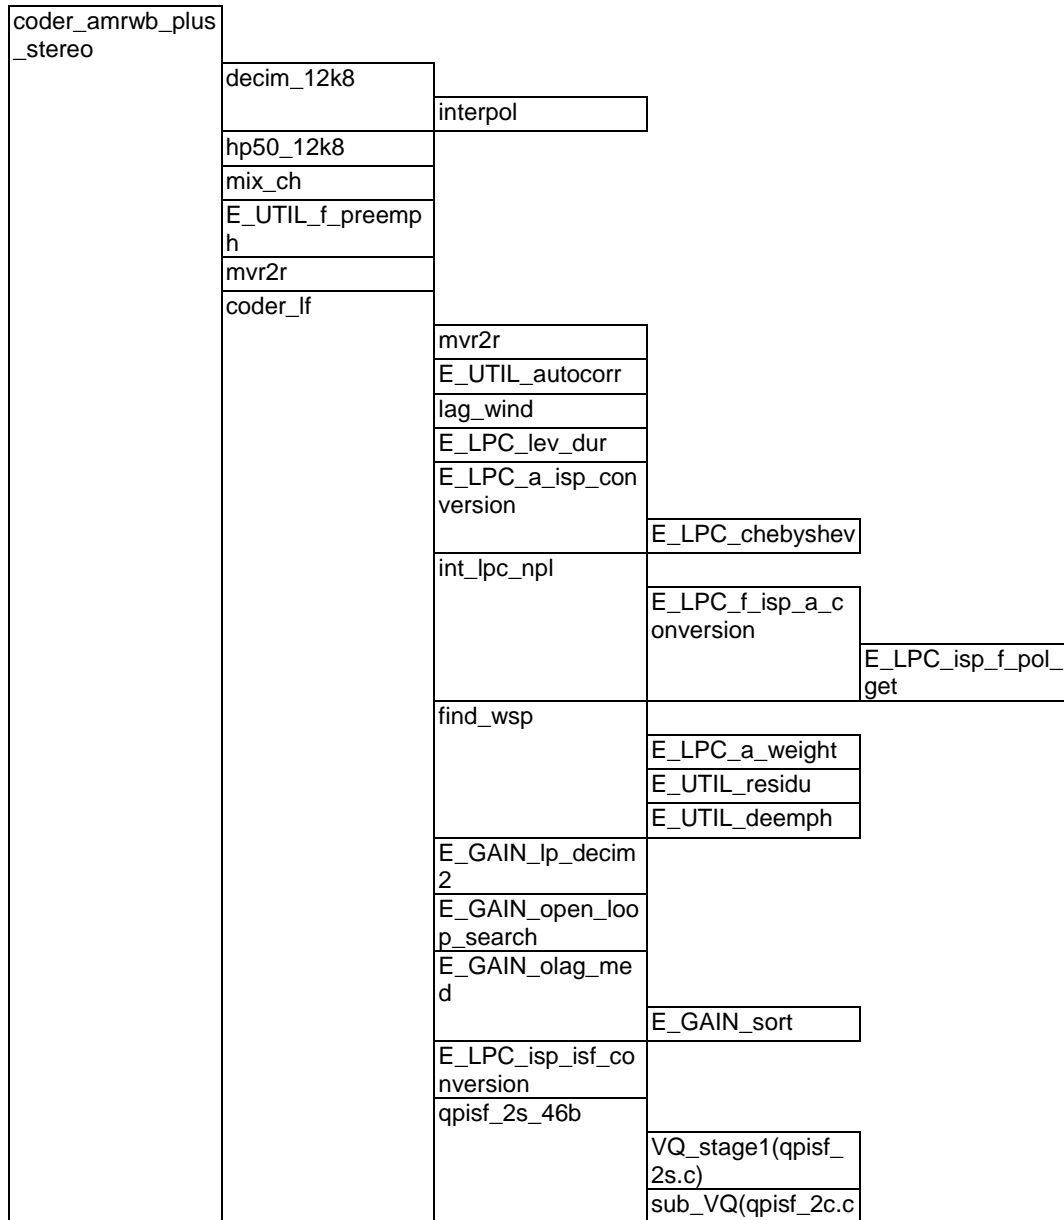 coder_amrwb_plus
_stereo
decim_12k8
interpol
hp50_12k8
mix_ch
E_UTIL_f_preemp
h
mvr2r
coder_lf
mvr2r
E_UTIL_autocorr
lag_wind
E_LPC_lev_dur
E_LPC_a_isp_con
version
E_LPC_chebyshev
int_lpc_npl
E_LPC_f_isp_a_c
onversion
E_LPC_isp_f_pol_
get
find_wsp
E_LPC_a_weight
E_UTIL_residu
E_UTIL_deemph
E_GAIN_lp_decim
2
E_GAIN_open_loo
p_search
E_GAIN_olag_me
d
E_GAIN_sort
E_LPC_isp_isf_co
nversion
qpisf_2s_46b
VQ_stage1(qpisf_
2s.c)
sub_VQ(qpisf_2c.c